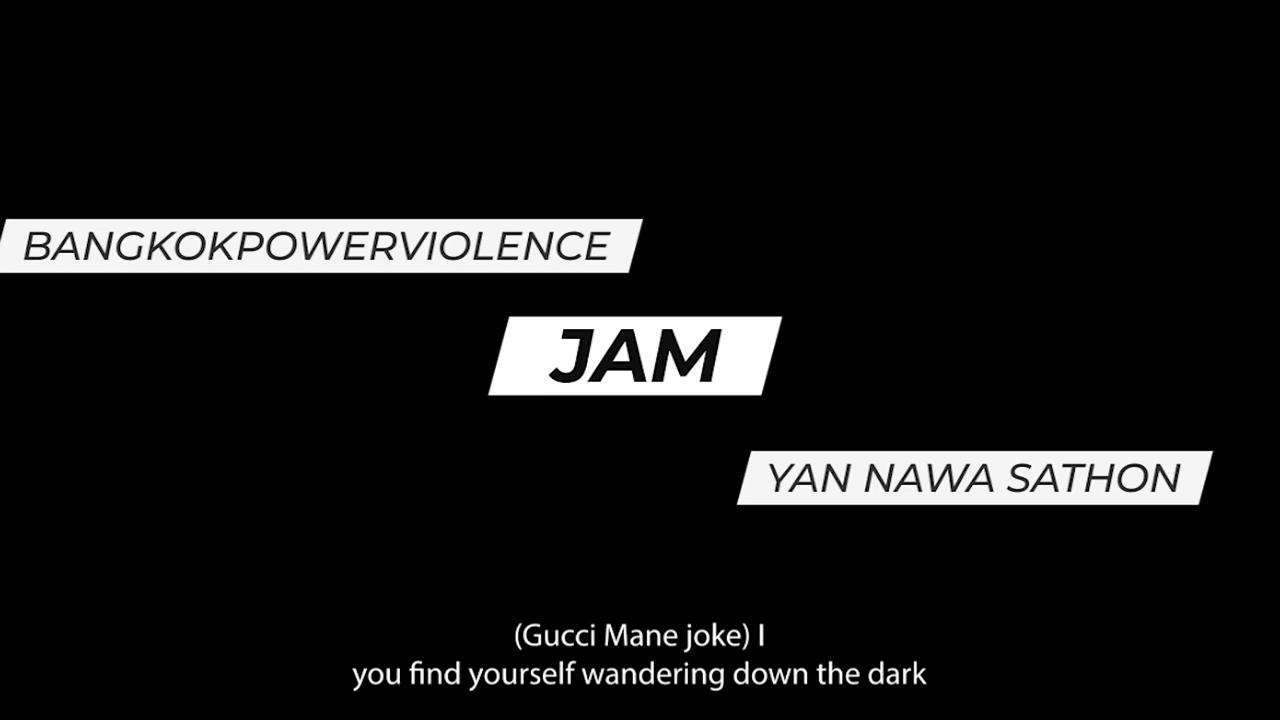 BANGKOKPOWERVIOLENCE
JAM
YAN NAWA SATHON
(Gucci Mane joke) I
you find yourself wandering down the dark